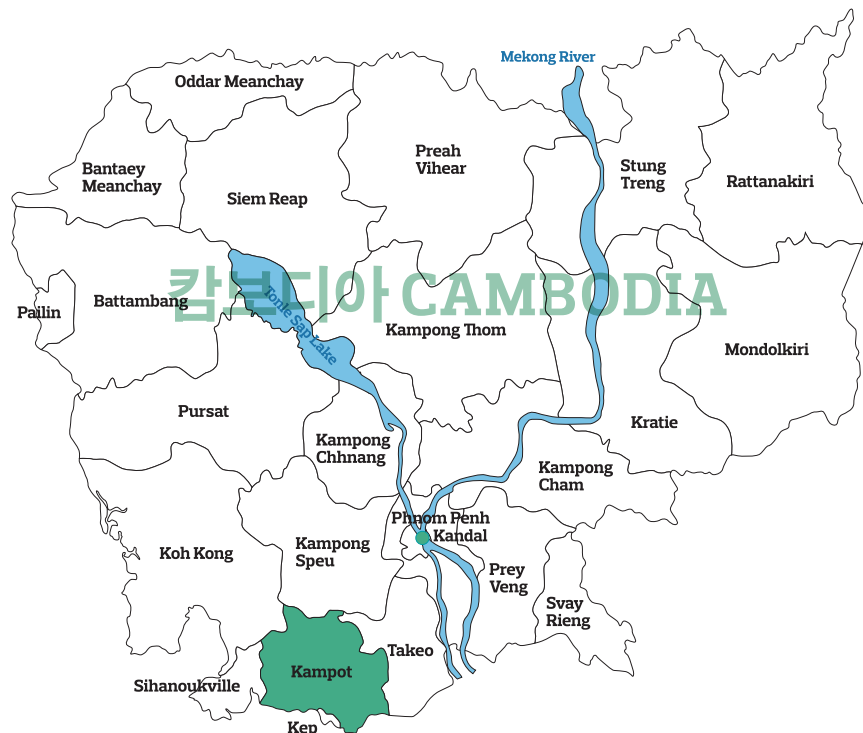 Mekong River
Oddar Meanchay
Preah
Vihear
Stung
Treng
Bantaey
Meanchay
Rattanakiri
Siem Reap
캄보디아 CAMBODIA
Battambang
Pailin
Tonle Sap Lake
Kampong Thom
Mondolkiri
Pursat
Kratie
Kampong
Chhnang
Kampong
Cham
Phnom Penh
Kandal
Koh Kong
Kampong
Speu
Prey
Veng
Svay
Rieng
Takeo
Kampot
Sihanoukville
Kep